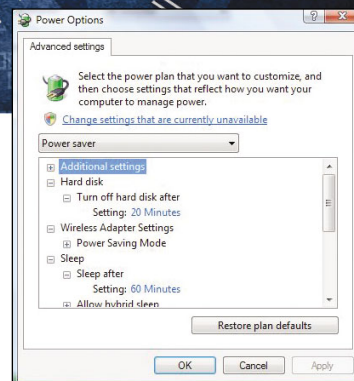 Power Options
Advanced settings
Select the power plan that you want to customize, and
then choose settings that reflect how you want your
computer to manage power.
Change settings that are currently unavailable
Power saver
Additional settings
Hard disk
Turn off hard disk after
Setting: 20 Minutes
Wireless Adapter Settings
Power Saving Mode
Sleep
Sleep after
Setting: 60 Minutes
Allow hybrid sleep
Restore plan defaults
OK Cancel Apply